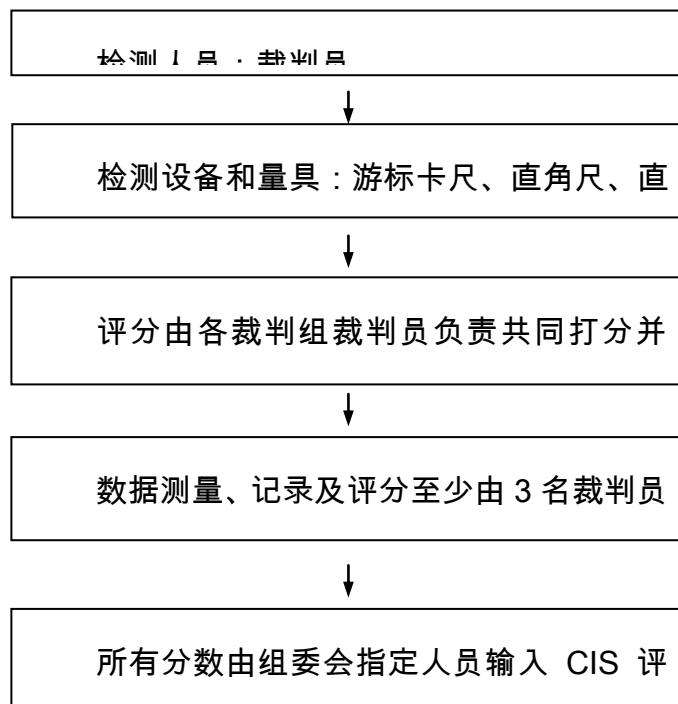 检测人员：裁判员
检测设备和量具：游标卡尺、直角尺、直
评分由各裁判组裁判员负责共同打分并
数据测量、记录及评分至少由 3 名裁判员
所有分数由组委会指定人员输入 CIS 评